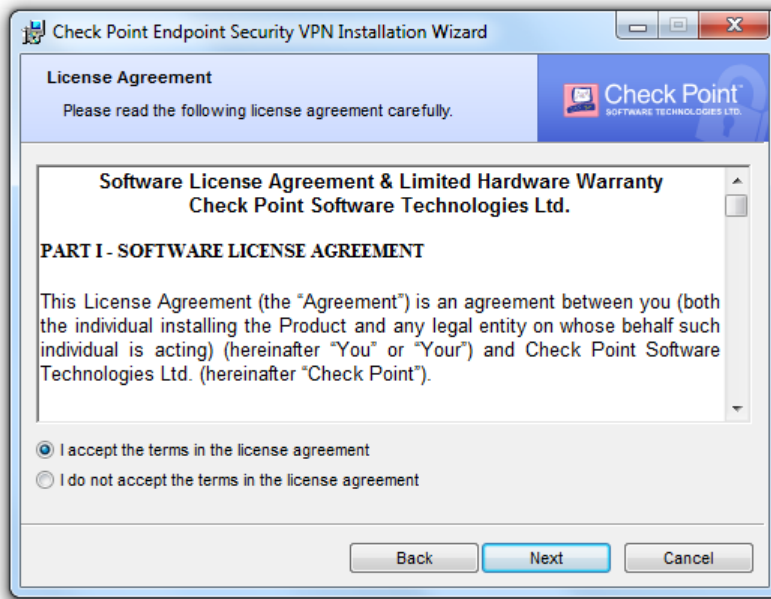 Check Point Endpoint Security VPN Installation Wizard
License Agreement
Please read the following license agreement carefully.
Check Point™
SOFTWARE TECHNOLOGIES LTD.
Software License Agreement & Limited Hardware Warranty
Check Point Software Technologies Ltd.
PART I - SOFTWARE LICENSE AGREEMENT
This License Agreement (the “Agreement”) is an agreement between you (both
the individual installing the Product and any legal entity on whose behalf such
individual is acting) (hereinafter “You” or “Your”) and Check Point Software
Technologies Ltd. (hereinafter “Check Point”).
I accept the terms in the license agreement
I do not accept the terms in the license agreement
Back
Next
Cancel